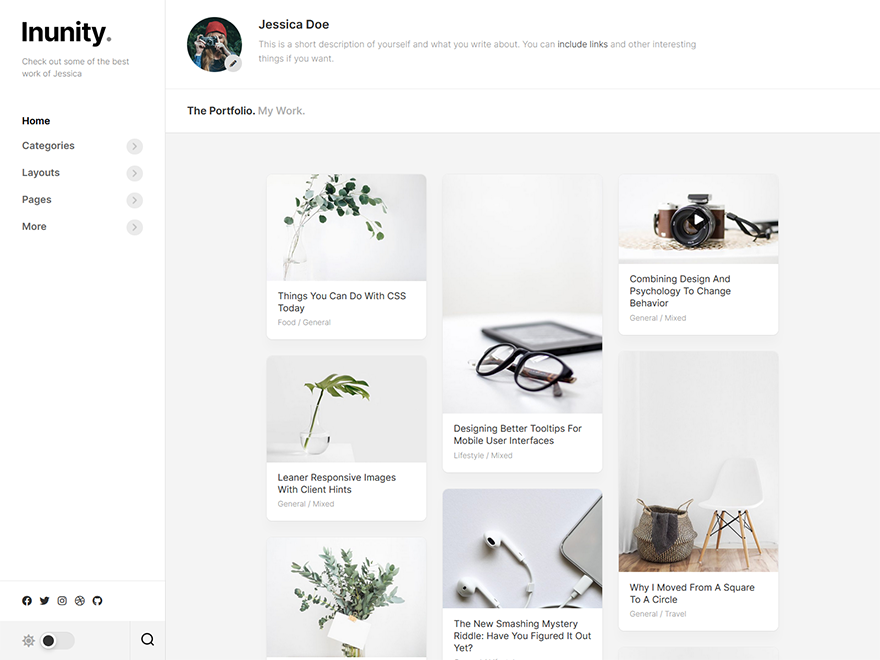 Inunity.
Check out some of the best
work of Jessica
Home
Categories
Layouts
Pages
More
Jessica Doe
This is a short description of yourself and what you write about. You can include links and other interesting
things if you want.
The Portfolio. My Work.
Things You Can Do With CSS
Today
Food / General
Leaner Responsive Images
With Client Hints
General / Mixed
Designing Better Tooltips For
Mobile User Interfaces
Lifestyle / Mixed
The New Smashing Mystery
Riddle: Have You Figured It Out
Yet?
Combining Design And
Psychology To Change
Behavior
General / Mixed
Why I Moved From A Square
To A Circle
General / Travel